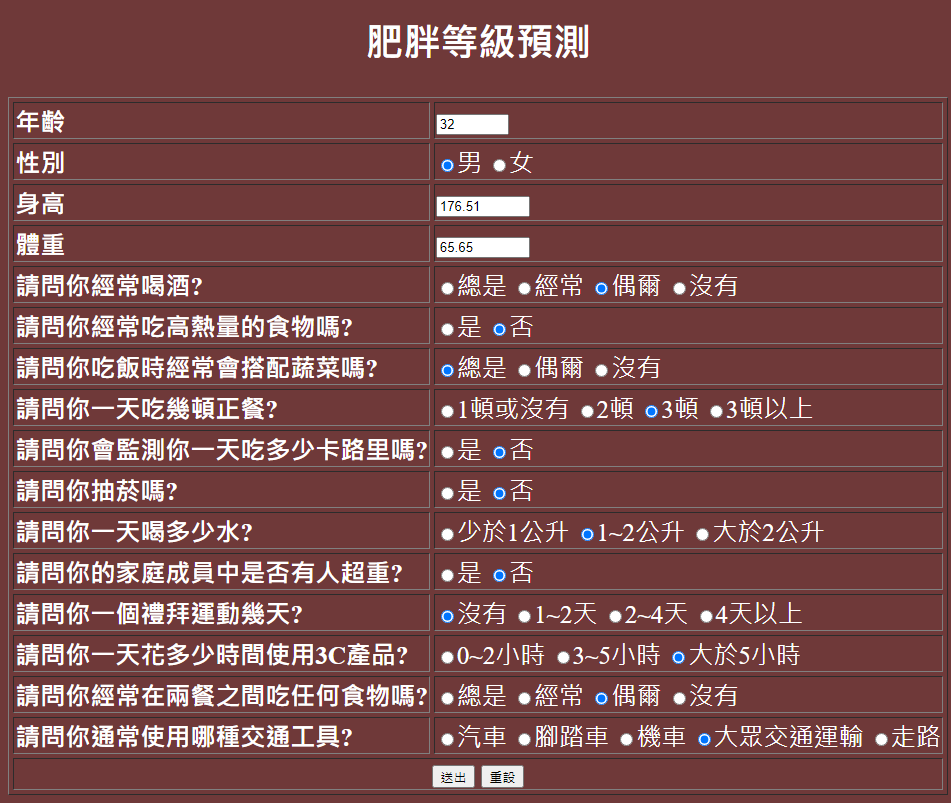 肥胖等級預測
年齡 32
性別 男 女
身高 176.51
體重 65.65
請問你經常喝酒? 總是 經常 偶爾 沒有
請問你經常吃高熱量的食物嗎? 是 否
請問你吃飯時經常會搭配蔬菜嗎? 總是 偶爾 沒有
請問你一天吃幾頓正餐? 1頓或沒有 2頓 3頓 3頓以上
請問你會監測你一天吃多少卡路里嗎? 是 否
請問你抽菸嗎? 是 否
請問你一天喝多少水? 少於1公升 1~2公升 大於2公升
請問你的家庭成員中是否有人超重? 是 否
請問你一個禮拜運動幾天? 沒有 1~2天 2~4天 4天以上
請問你一天花多少時間使用3C產品? 0~2小時 3~5小時 大於5小時
請問你經常在兩餐之間吃任何食物嗎? 總是 經常 偶爾 沒有
請問你通常使用哪種交通工具? 汽車 腳踏車 機車 大眾交通運輸 走路
送出 重設